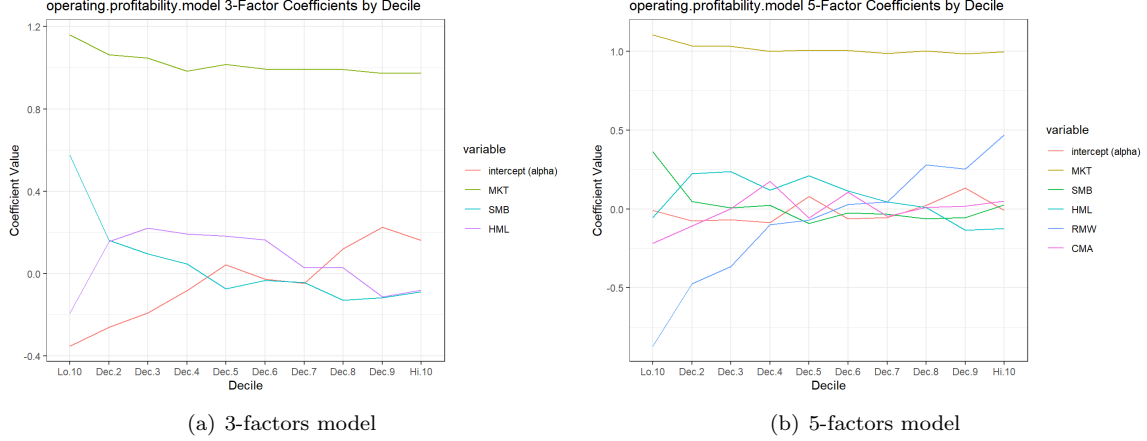 operating.profitability.model 3-Factor Coefficients by Decile
1.2
0.8
0.4
0.0
-0.4
Coefficient Value
Lo.10 Dec.2 Dec.3 Dec.4 Dec.5 Dec.6 Dec.7 Dec.8 Dec.9 Hi.10
Decile
variable
intercept (alpha)
MKT
SMB
HML
(a) 3-factors model
operating.profitability.model 5-Factor Coefficients by Decile
1.0
0.5
0.0
-0.5
Coefficient Value
Lo.10 Dec.2 Dec.3 Dec.4 Dec.5 Dec.6 Dec.7 Dec.8 Dec.9 Hi.10
Decile
variable
intercept (alpha)
MKT
SMB
HML
RMW
CMA
(b) 5-factors model